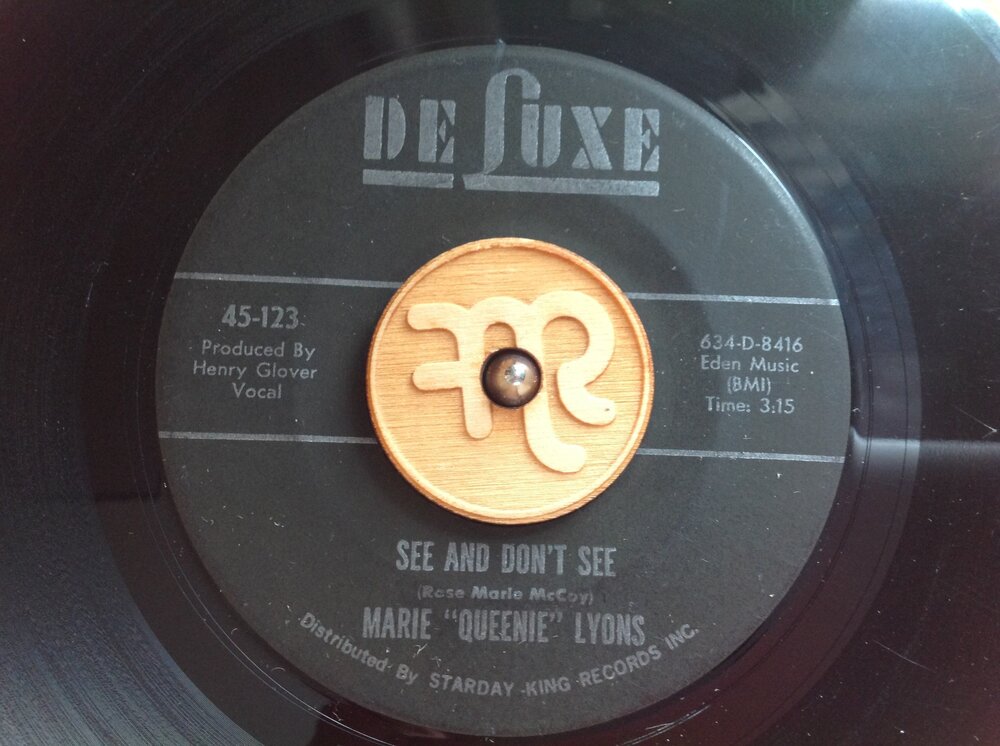 DE LUXE
45-123
Produced By
Henry Glover
Vocal
634-D-8416
Eden Music
(BMI)
Time: 3:15
SEE AND DON'T SEE
(Rose Marie McCoy)
MARIE "QUEENIE" LYONS
Distributed By STARDAY-KING RECORDS INC.